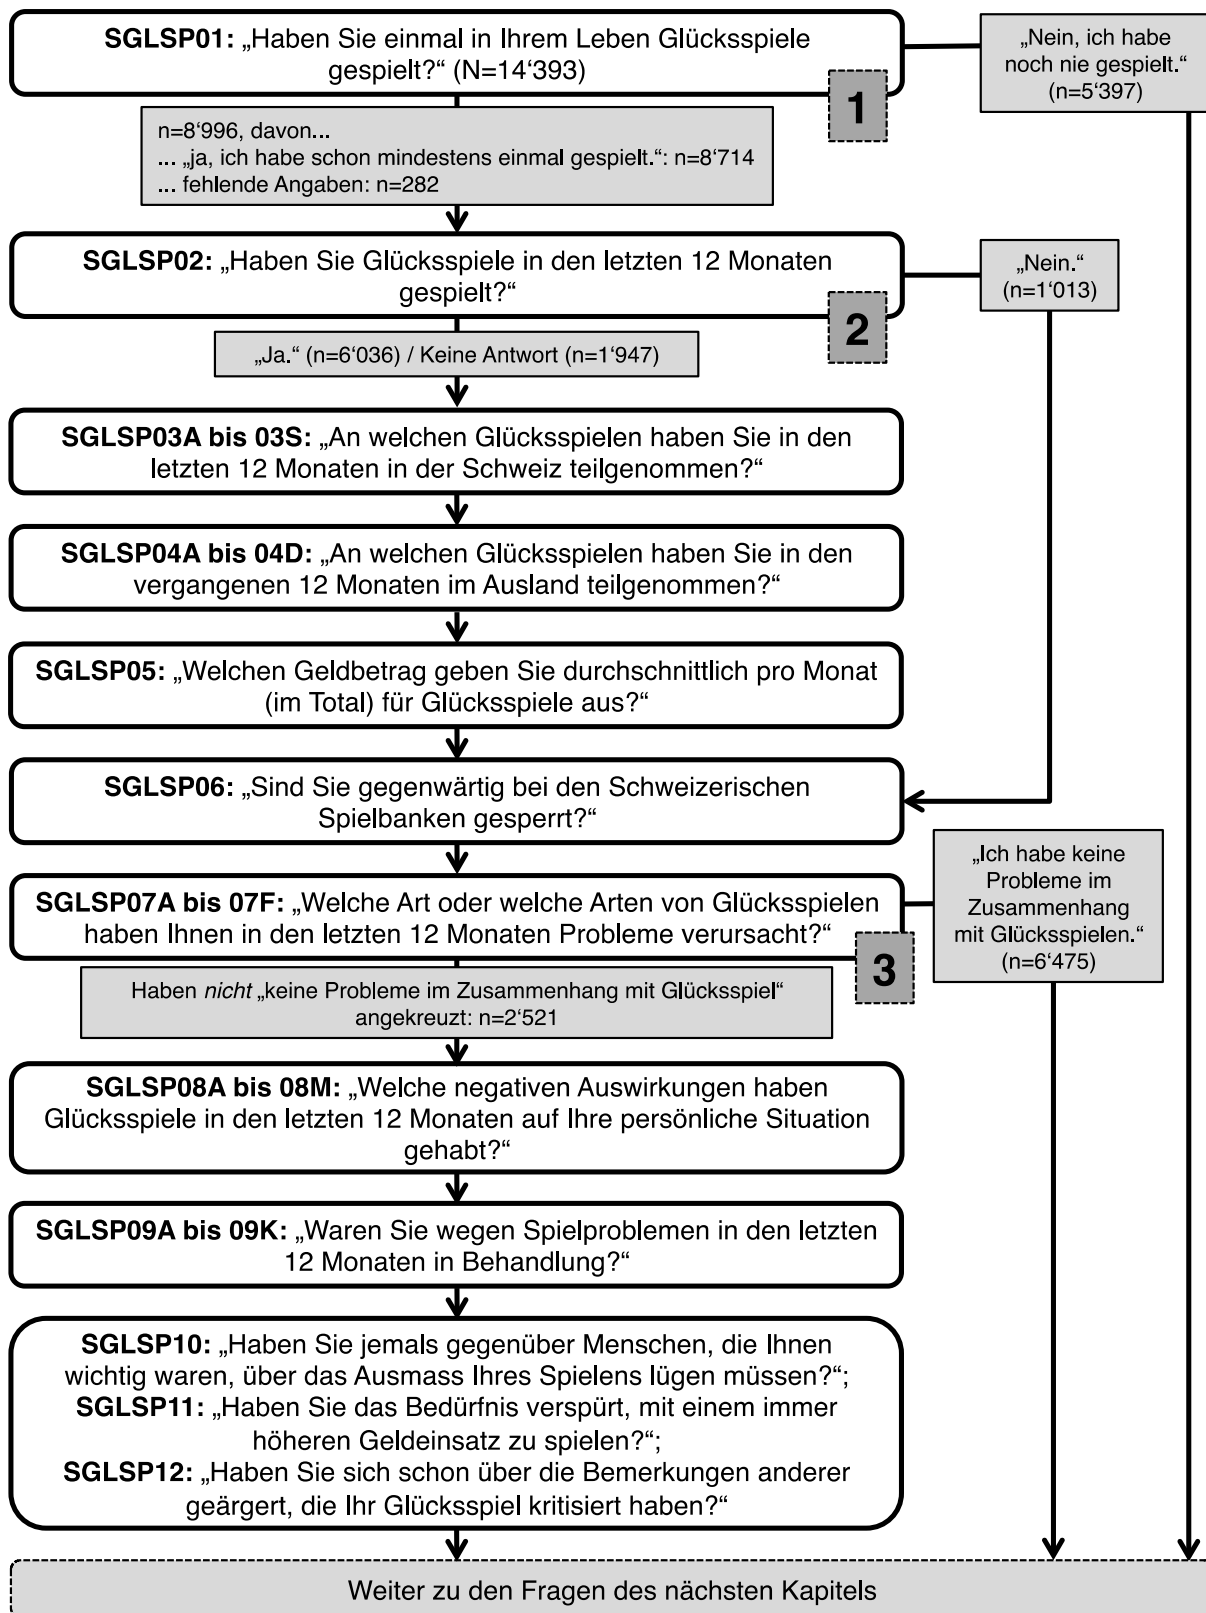 SGLSP01: „Haben Sie einmal in Ihrem Leben Glücksspiele
gespielt?“ (N=14‘393)
„Nein, ich habe
noch nie gespielt.“
(n=5‘397)
1
n=8‘996, davon...
... „ja, ich habe schon mindestens einmal gespielt.“: n=8‘714
... fehlende Angaben: n=282
SGLSP02: „Haben Sie Glücksspiele in den letzten 12 Monaten
gespielt?“
„Nein.“
(n=1‘013)
2
„Ja.“ (n=6‘036) / Keine Antwort (n=1‘947)
SGLSP03A bis 03S: „An welchen Glücksspielen haben Sie in den
letzten 12 Monaten in der Schweiz teilgenommen?“
SGLSP04A bis 04D: „An welchen Glücksspielen haben Sie in den
vergangenen 12 Monaten im Ausland teilgenommen?“
SGLSP05: „Welchen Geldbetrag geben Sie durchschnittlich pro Monat
(im Total) für Glücksspiele aus?“
SGLSP06: „Sind Sie gegenwärtig bei den Schweizerischen
Spielbanken gesperrt?“
SGLSP07A bis 07F: „Welche Art oder welche Arten von Glücksspielen
haben Ihnen in den letzten 12 Monaten Probleme verursacht?“
„Ich habe keine
Probleme im
Zusammenhang
mit Glücksspielen.“
(n=6‘475)
3
Haben nicht „keine Probleme im Zusammenhang mit Glücksspiel“
angekreuzt: n=2‘521
SGLSP08A bis 08M: „Welche negativen Auswirkungen haben
Glücksspiele in den letzten 12 Monaten auf Ihre persönliche Situation
gehabt?“
SGLSP09A bis 09K: „Waren Sie wegen Spielproblemen in den letzten
12 Monaten in Behandlung?“
SGLSP10: „Haben Sie jemals gegenüber Menschen, die Ihnen
wichtig waren, über das Ausmass Ihres Spielens lügen müssen?“;
SGLSP11: „Haben Sie das Bedürfnis verspürt, mit einem immer
höheren Geldeinsatz zu spielen?“;
SGLSP12: „Haben Sie sich schon über die Bemerkungen anderer
geärgert, die Ihr Glücksspiel kritisiert haben?“
Weiter zu den Fragen des nächsten Kapitels